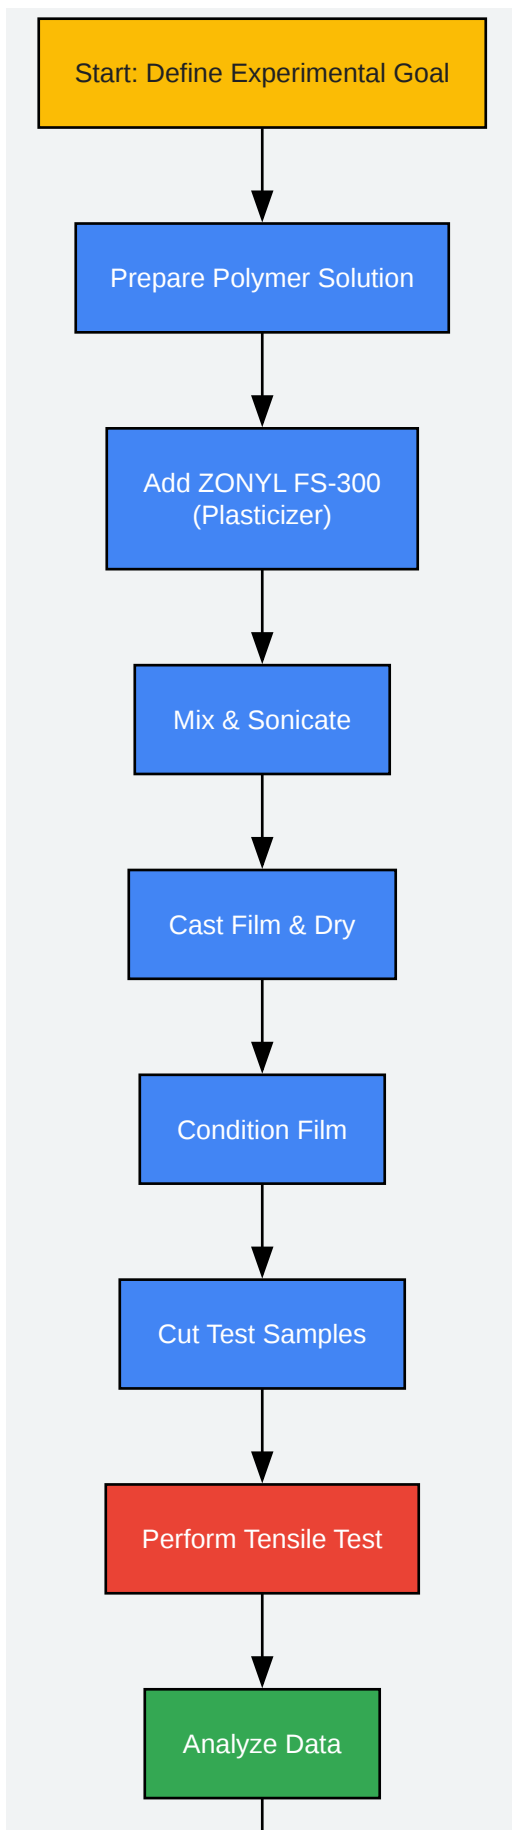 Start: Define Experimental Goal
Prepare Polymer Solution
Add ZONYL FS-300
(Plasticizer)
Mix & Sonicate
Cast Film & Dry
Condition Film
Cut Test Samples
Perform Tensile Test
Analyze Data